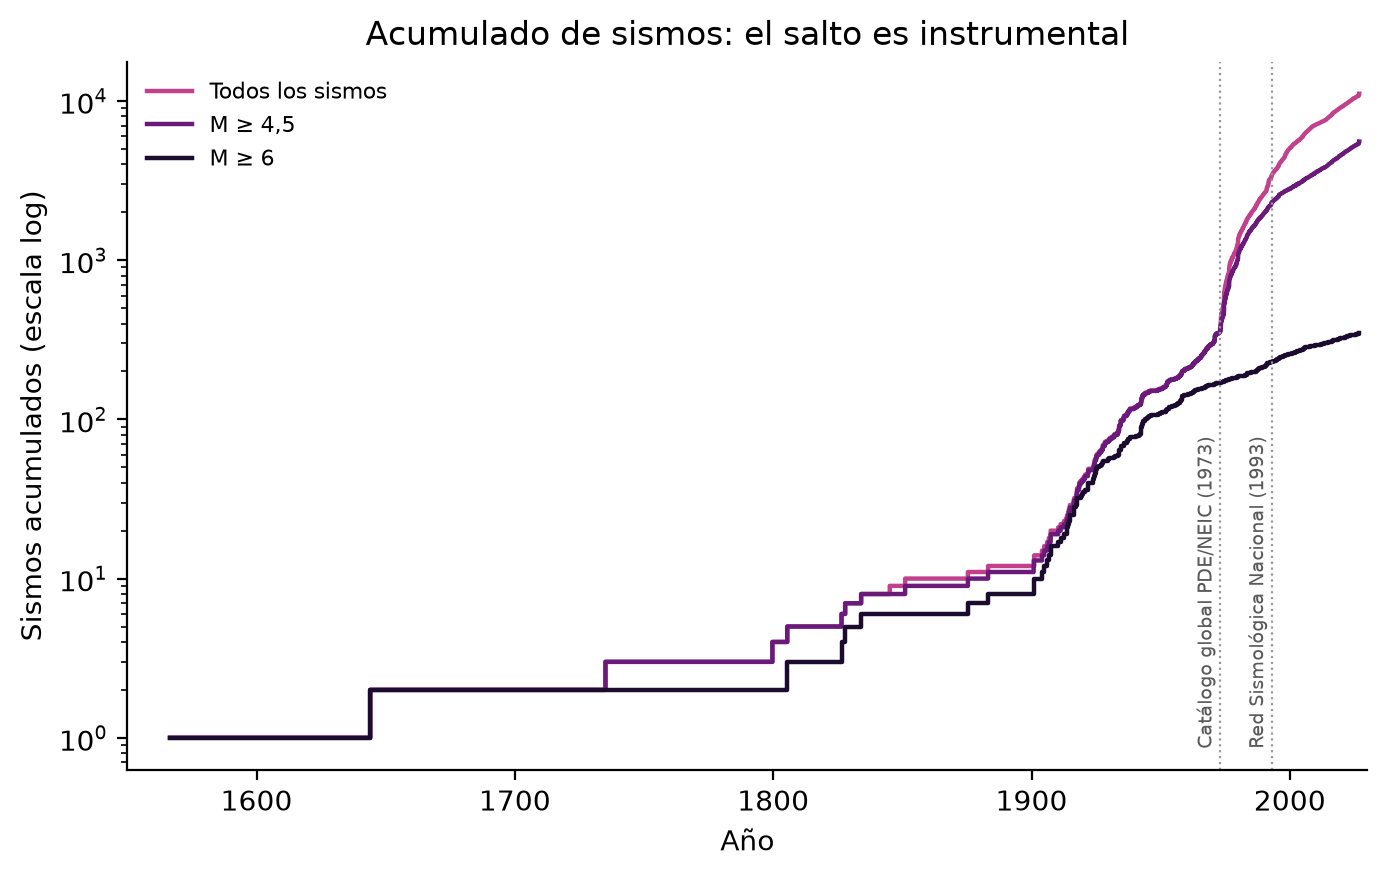 Acumulado de sismos: el salto es instrumental
Todos los sismos
M ≥ 4,5
M ≥ 6
Sismos acumulados (escala log)
10⁴
10³
10²
10¹
10⁰
Catálogo global PDE/NEIC (1973)
Red Sismológica Nacional (1993)
1600 1700 1800 1900 2000
Año